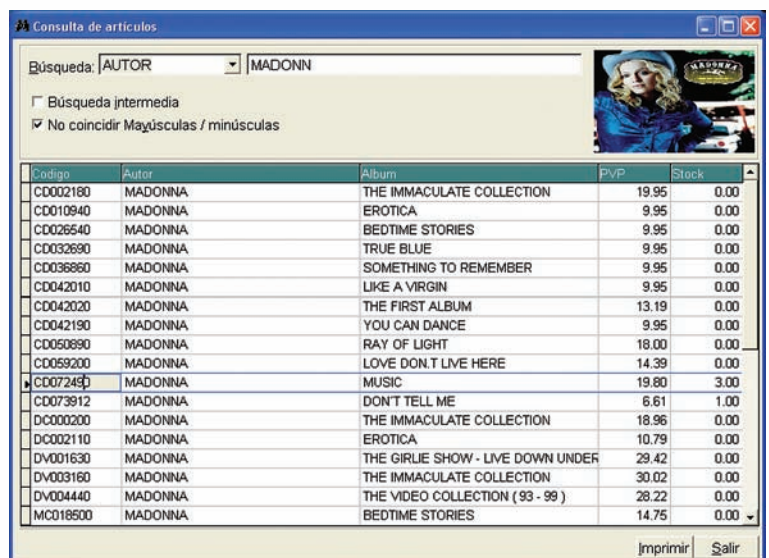 Consulta de artículos
Búsqueda: AUTOR MADONN
MADONNA
Búsqueda intermedia
No coincidir Mayúsculas / minúsculas
Codigo Autor Album PVP Stock
CD002180 MADONNA THE IMMACULATE COLLECTION 19.95 0.00
CD010940 MADONNA EROTICA 9.95 0.00
CD026540 MADONNA BEDTIME STORIES 9.95 0.00
CD032690 MADONNA TRUE BLUE 9.95 0.00
CD036860 MADONNA SOMETHING TO REMEMBER 9.95 0.00
CD042010 MADONNA LIKE A VIRGIN 9.95 0.00
CD042020 MADONNA THE FIRST ALBUM 13.19 0.00
CD042190 MADONNA YOU CAN DANCE 9.95 0.00
CD050890 MADONNA RAY OF LIGHT 18.00 0.00
CD059200 MADONNA LOVE DON.T LIVE HERE 14.39 0.00
CD072490 MADONNA MUSIC 19.80 3.00
CD073912 MADONNA DON'T TELL ME 6.61 1.00
DC000200 MADONNA THE IMMACULATE COLLECTION 18.96 0.00
DC002110 MADONNA EROTICA 10.79 0.00
DV001630 MADONNA THE GIRLIE SHOW - LIVE DOWN UNDER 29.42 0.00
DV003160 MADONNA THE IMMACULATE COLLECTION 30.02 0.00
DV004440 MADONNA THE VIDEO COLLECTION ( 93 - 99 ) 28.22 0.00
MC018500 MADONNA BEDTIME STORIES 14.75 0.00
Imprimir Salir